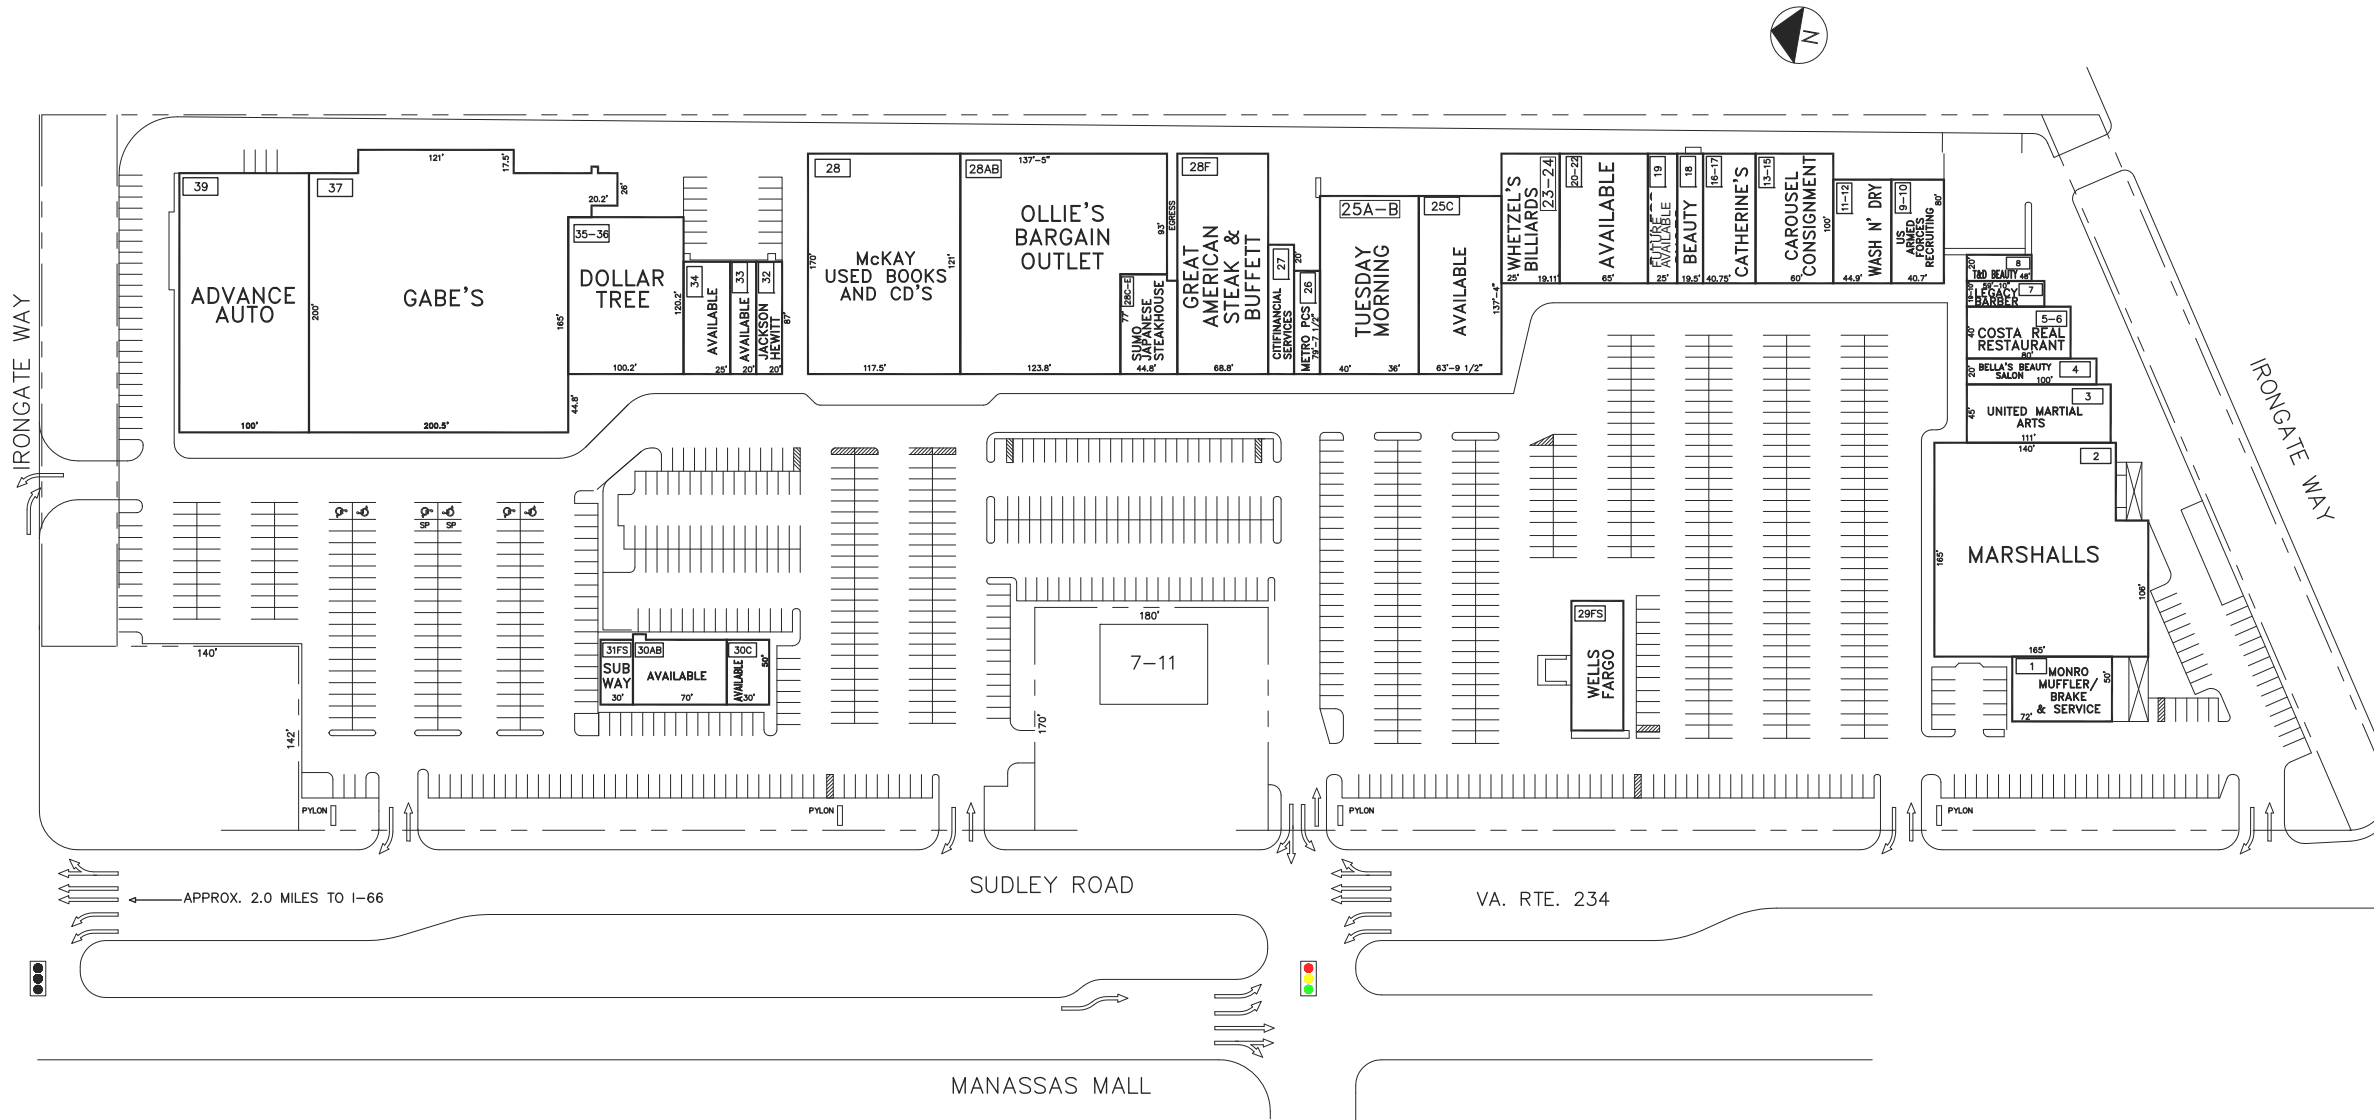 N
IRONGATE WAY
39
ADVANCE
AUTO
100'
200'
37
121'
17.5'
GABE'S
200.5'
165'
44.8'
20.2'
26'
35-36
DOLLAR
TREE
100.2'
120.2'
34
AVAILABLE
25'
33
AVAILABLE
20'
32
JACKSON
HEWITT
20'
87'
28
McKAY
USED BOOKS
AND CD'S
170'
121'
117.5'
28AB
137'-5"
OLLIE'S
BARGAIN
OUTLET
93'
123.8'
28C-E
77'
SUMO
JAPANESE
STEAKHOUSE
44.8'
EGRESS
28F
GREAT
AMERICAN
STEAK &
BUFFETT
68.8'
27
20'
CITIFINANCIAL
SERVICES
26
METRO PCS
79'-7 1/2"
25A-B
TUESDAY
MORNING
40'
36'
25C
AVAILABLE
63'-9 1/2"
137'-4"
23-24
WHETZEL'S
BILLIARDS
25'
19.11'
20-22
AVAILABLE
65'
19
FUTURE
AVAILABLE
25'
18
BEAUTY
19.5'
16-17
CATHERINE'S
40.75'
13-15
CAROUSEL
CONSIGNMENT
60'
100'
11-12
WASH N' DRY
44.9'
9-10
US
ARMED
FORCES
RECRUITING
40.7'
80'
8
20'
T&D BEAUTY
48'
7
59'-10"
19'-10"
LEGACY
BARBER
5-6
40'
COSTA REAL
RESTAURANT
80'
4
20'
BELLA'S BEAUTY
SALON
100'
3
45'
UNITED MARTIAL
ARTS
111'
2
140'
MARSHALLS
165'
106'
165'
1
MONRO
MUFFLER/
BRAKE
& SERVICE
72'
50'
IRONGATE WAY
SP
SP
140'
142'
31FS
SUB
WAY
30'
30AB
AVAILABLE
70'
30C
AVAILABLE
50'
30'
180'
7-11
170'
29FS
WELLS
FARGO
PYLON
PYLON
PYLON
PYLON
SUDLEY ROAD
VA. RTE. 234
APPROX. 2.0 MILES TO I-66
MANASSAS MALL